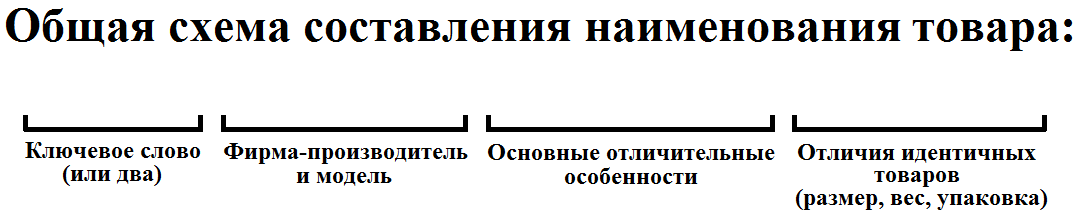 Общая схема составления наименования товара:
Ключевое слово
(или два)
Фирма-производитель
и модель
Основные отличительные
особенности
Отличия идентичных
товаров
(размер, вес, упаковка)